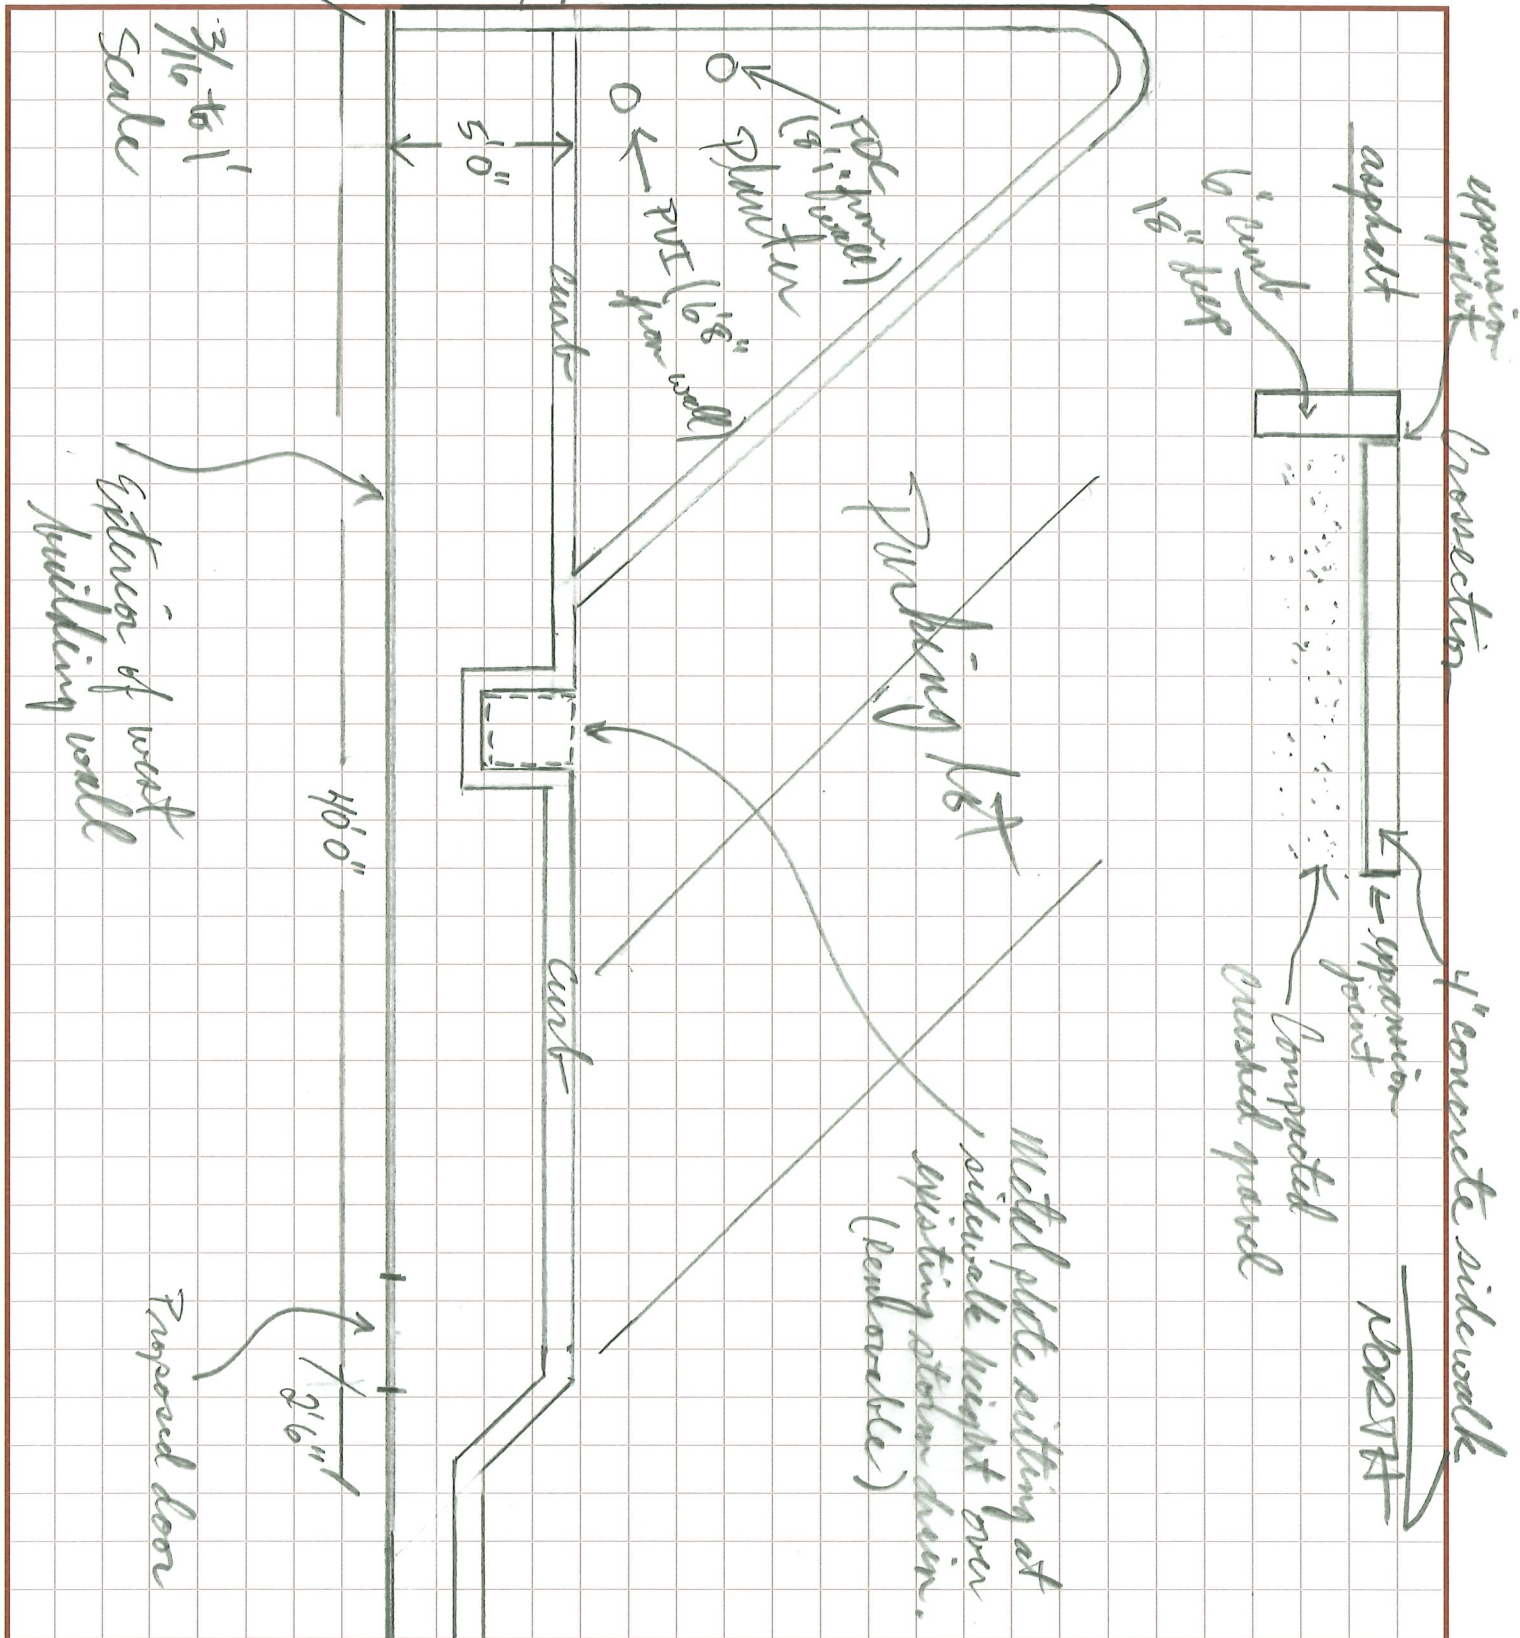 expansion
joint
Crossection
4" concrete sidewalk
asphalt
6" curb
18" deep
expansion
joint
Compacted
Crushed gravel
NORTH
FDC
(8'1" from
wall)
Planter
PVI (6'8"
from wall)
Parking lot
Metal plate sitting at
sidewalk height over
existing storm drain.
(Removable)
Curb
Curb
5'0"
40'0"
2'6"
3/16 to 1'
Scale
Exterior of west
building wall
Proposed door